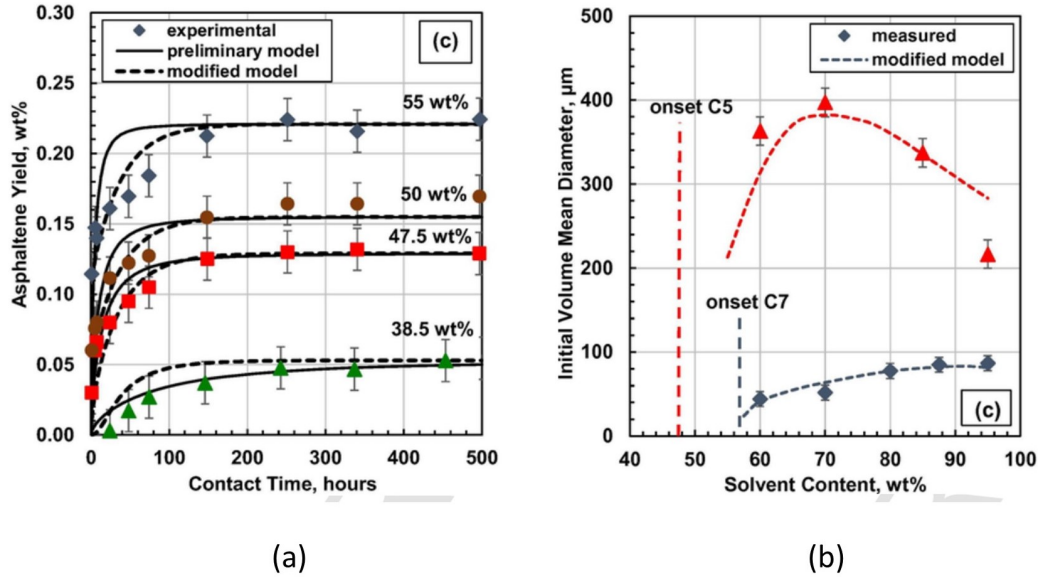 experimental
preliminary model
modified model
(c)
55 wt%
50 wt%
47.5 wt%
38.5 wt%
0.30
0.25
0.20
0.15
0.10
0.05
0.00
Asphaltene Yield, wt%
0 100 200 300 400 500
Contact Time, hours
(a)
measured
modified model
onset C5
onset C7
(c)
500
400
300
200
100
0
Initial Volume Mean Diameter, µm
40 50 60 70 80 90 100
Solvent Content, wt%
(b)